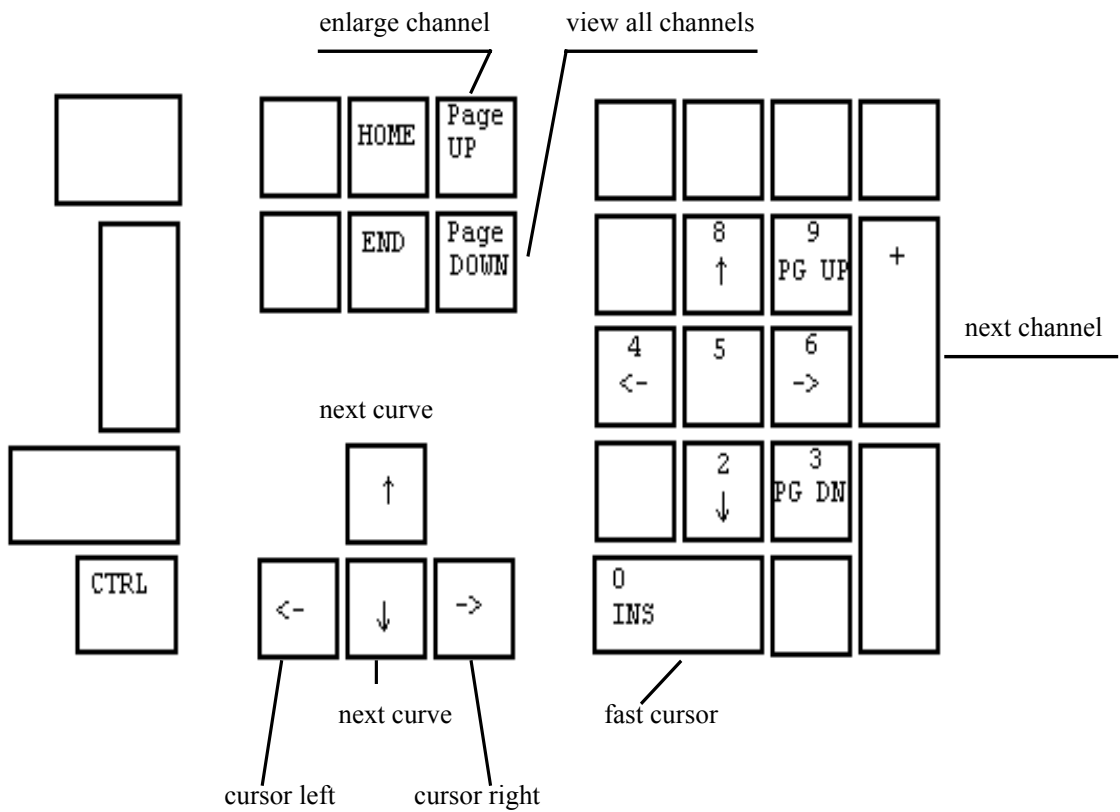 enlarge channel view all channels
HOME
Page
UP
END
Page
DOWN
8
↑
9
PG UP
+
next channel
4
<-
5
6
->
next curve
↑
2
↓
3
PG DN
CTRL
<-
↓
->
0
INS
next curve
fast cursor
cursor left cursor right